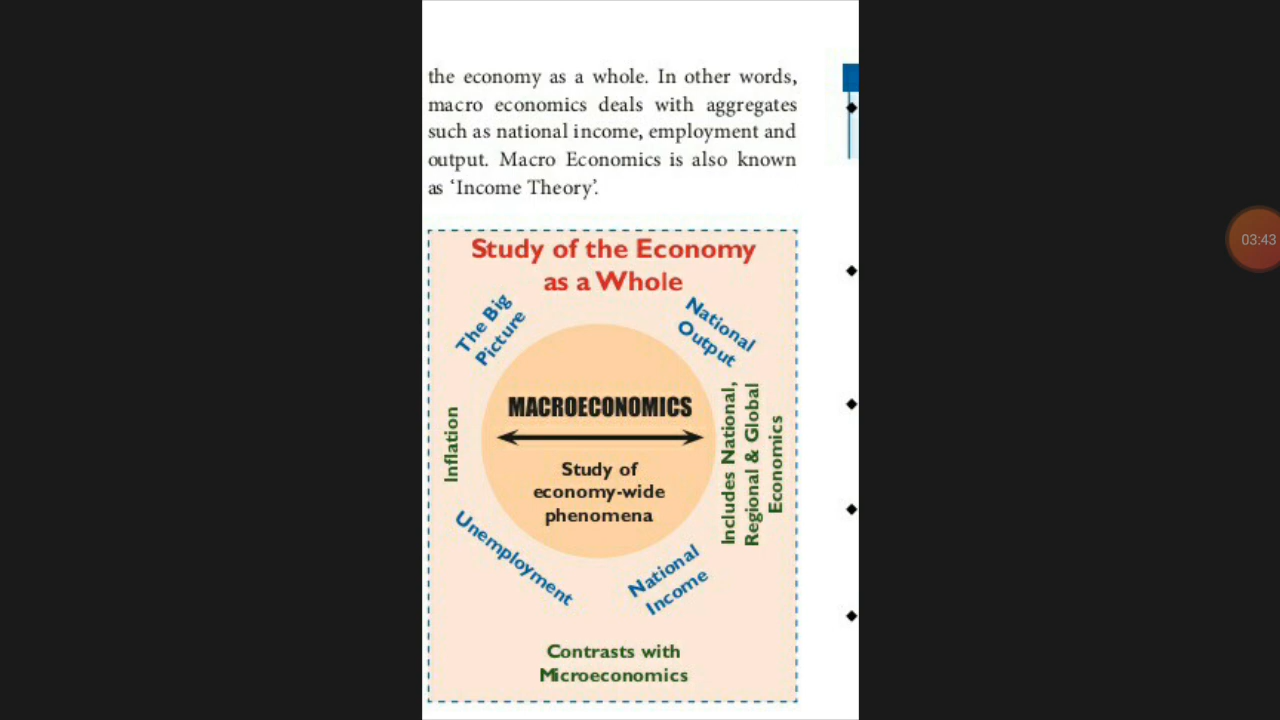 the economy as a whole. In other words,
macro economics deals with aggregates
such as national income, employment and
output. Macro Economics is also known
as ‘Income Theory’.
Study of the Economy
as a Whole
The Big
Picture
National
Output
MACROECONOMICS
Study of
economy-wide
phenomena
Inflation
Includes National,
Regional & Global
Economics
Unemployment
National
Income
Contrasts with
Microeconomics
03:43